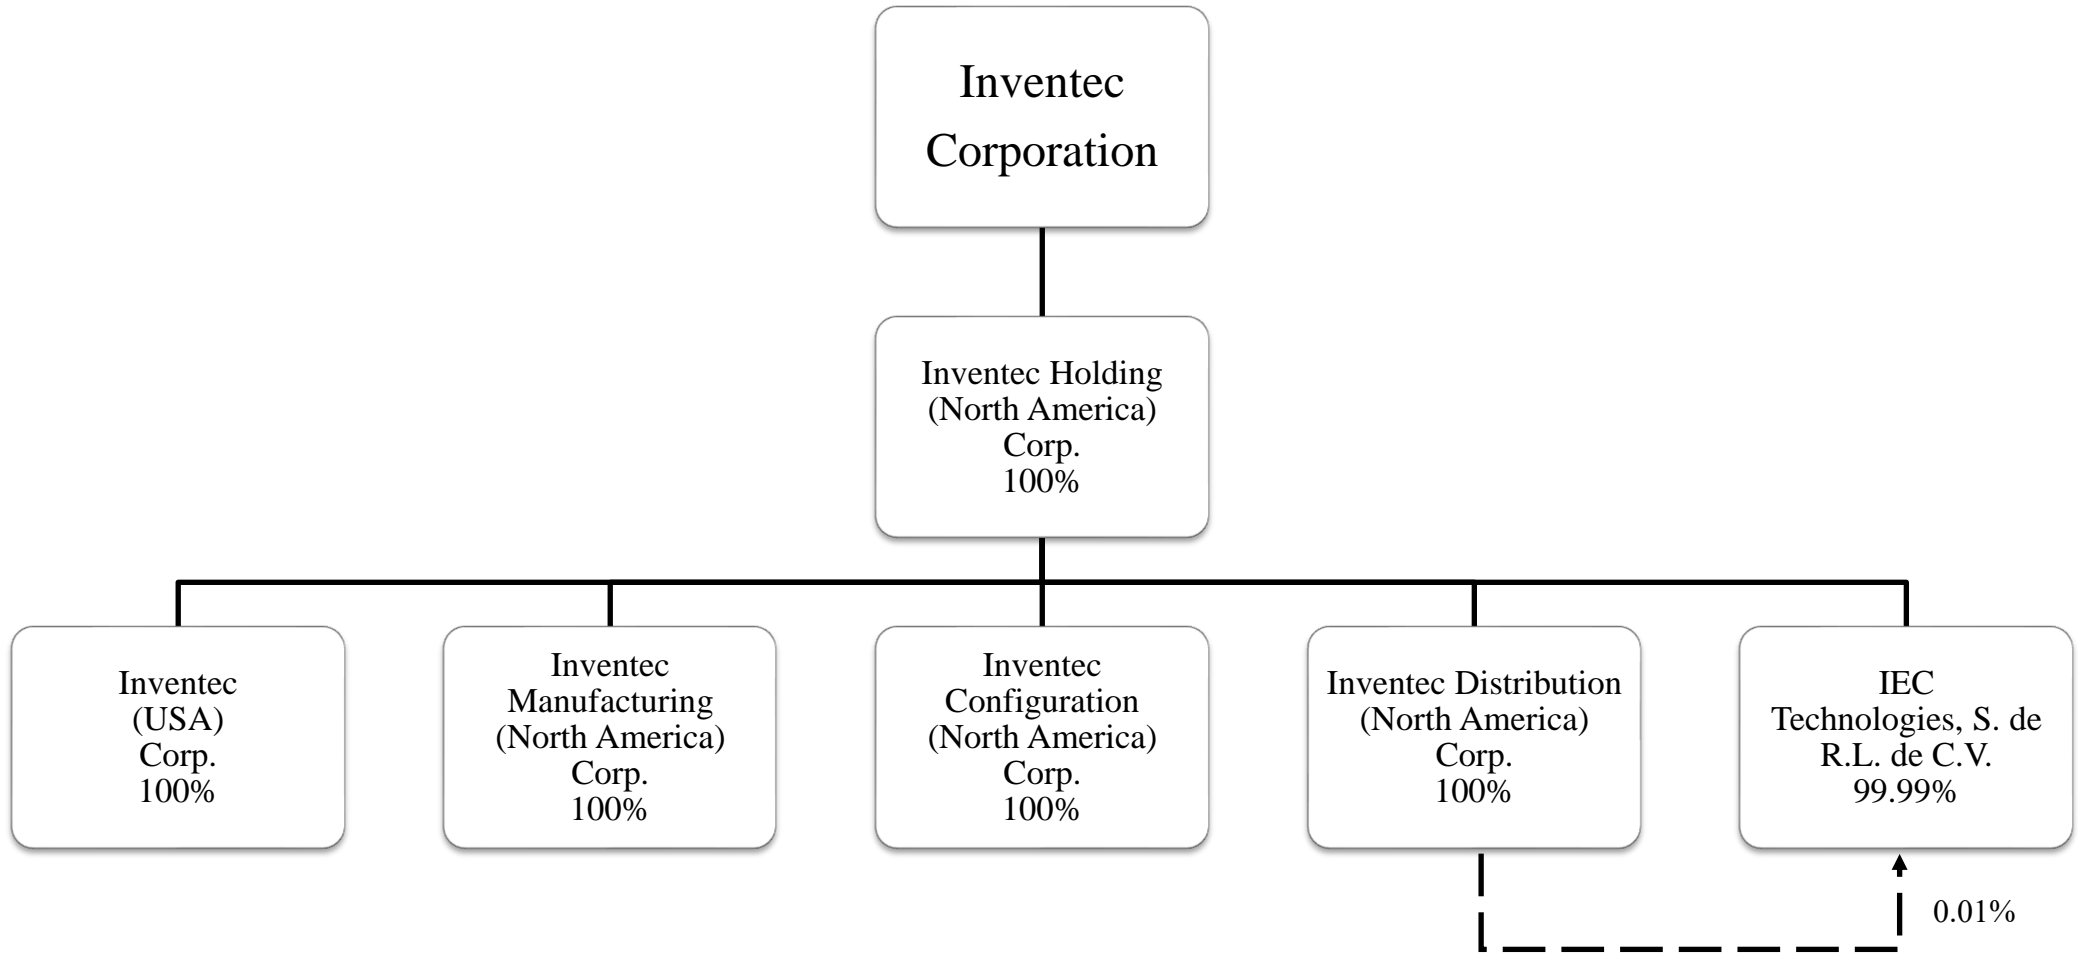 Inventec
Corporation
Inventec Holding
(North America)
Corp.
100%
Inventec
(USA)
Corp.
100%
Inventec
Manufacturing
(North America)
Corp.
100%
Inventec
Configuration
(North America)
Corp.
100%
Inventec Distribution
(North America)
Corp.
100%
IEC
Technologies, S. de
R.L. de C.V.
99.99%
0.01%